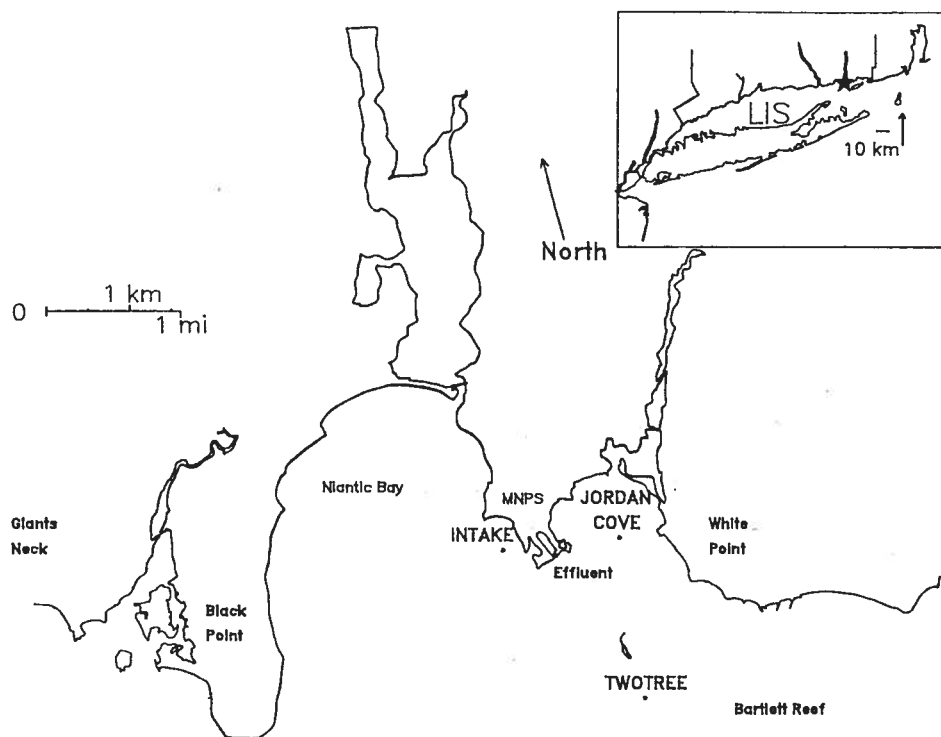 LIS
10 km
North
0
1 km
1 mi
Niantic Bay
MNPS
JORDAN
COVE
INTAKE
Giants
Neck
White
Point
Effluent
Black
Point
TWOTREE
Bartlett Reef